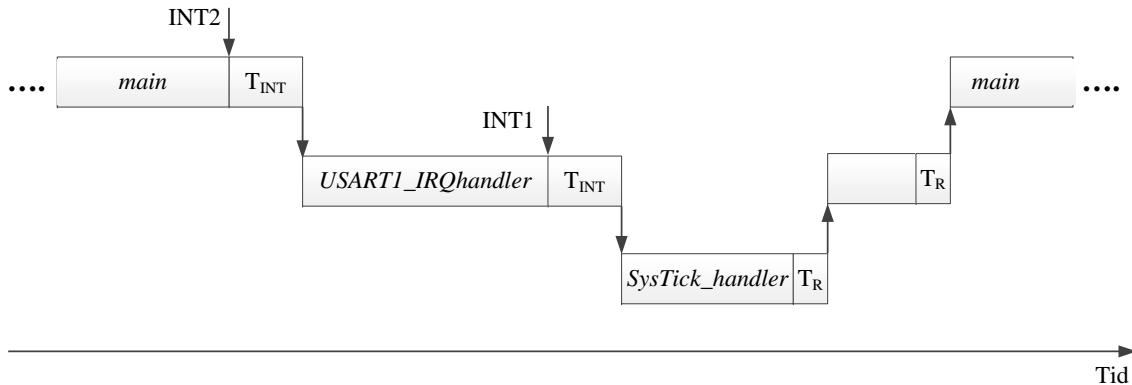 INT2
.... main T_INT main ....
INT1
USART1_IRQhandler T_INT T_R
SysTick_handler T_R
Tid